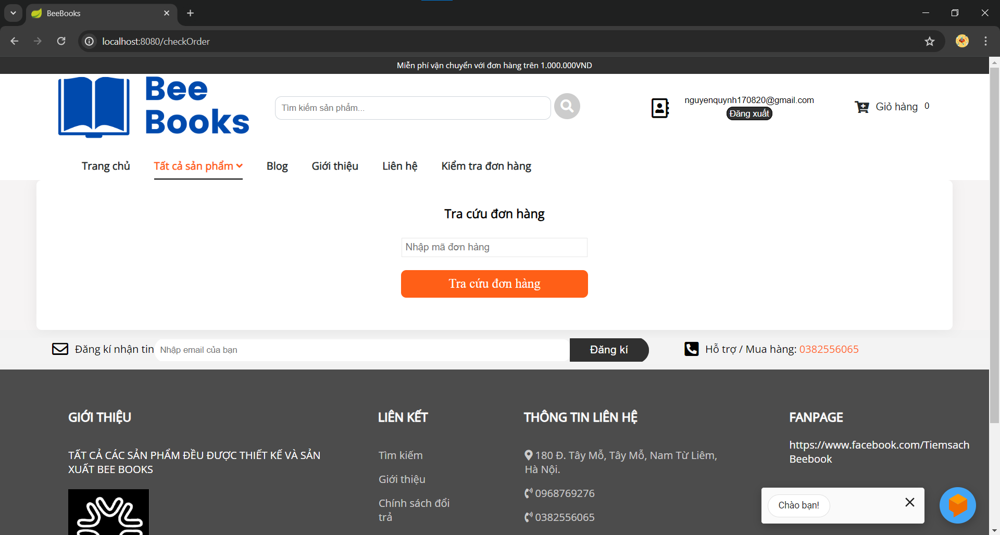 BeeBooks
localhost:8080/checkOrder
Miễn phí vận chuyển với đơn hàng trên 1.000.000VND
Bee
Books
Tìm kiếm sản phẩm...
nguyenquynh170820@gmail.com
Đăng xuất
Giỏ hàng 0
Trang chủ Tất cả sản phẩm Blog Giới thiệu Liên hệ Kiểm tra đơn hàng
Tra cứu đơn hàng
Nhập mã đơn hàng
Tra cứu đơn hàng
Đăng kí nhận tin Nhập email của bạn Đăng kí Hỗ trợ / Mua hàng: 0382556065
GIỚI THIỆU
TẤT CẢ CÁC SẢN PHẨM ĐỀU ĐƯỢC THIẾT KẾ VÀ SẢN
XUẤT BEE BOOKS
LIÊN KẾT
Tìm kiếm
Giới thiệu
Chính sách đổi
trả
THÔNG TIN LIÊN HỆ
180 Đ. Tây Mỗ, Tây Mỗ, Nam Từ Liêm,
Hà Nội.
0968769276
0382556065
FANPAGE
https://www.facebook.com/Tiemsach
Beebook
Chào bạn!